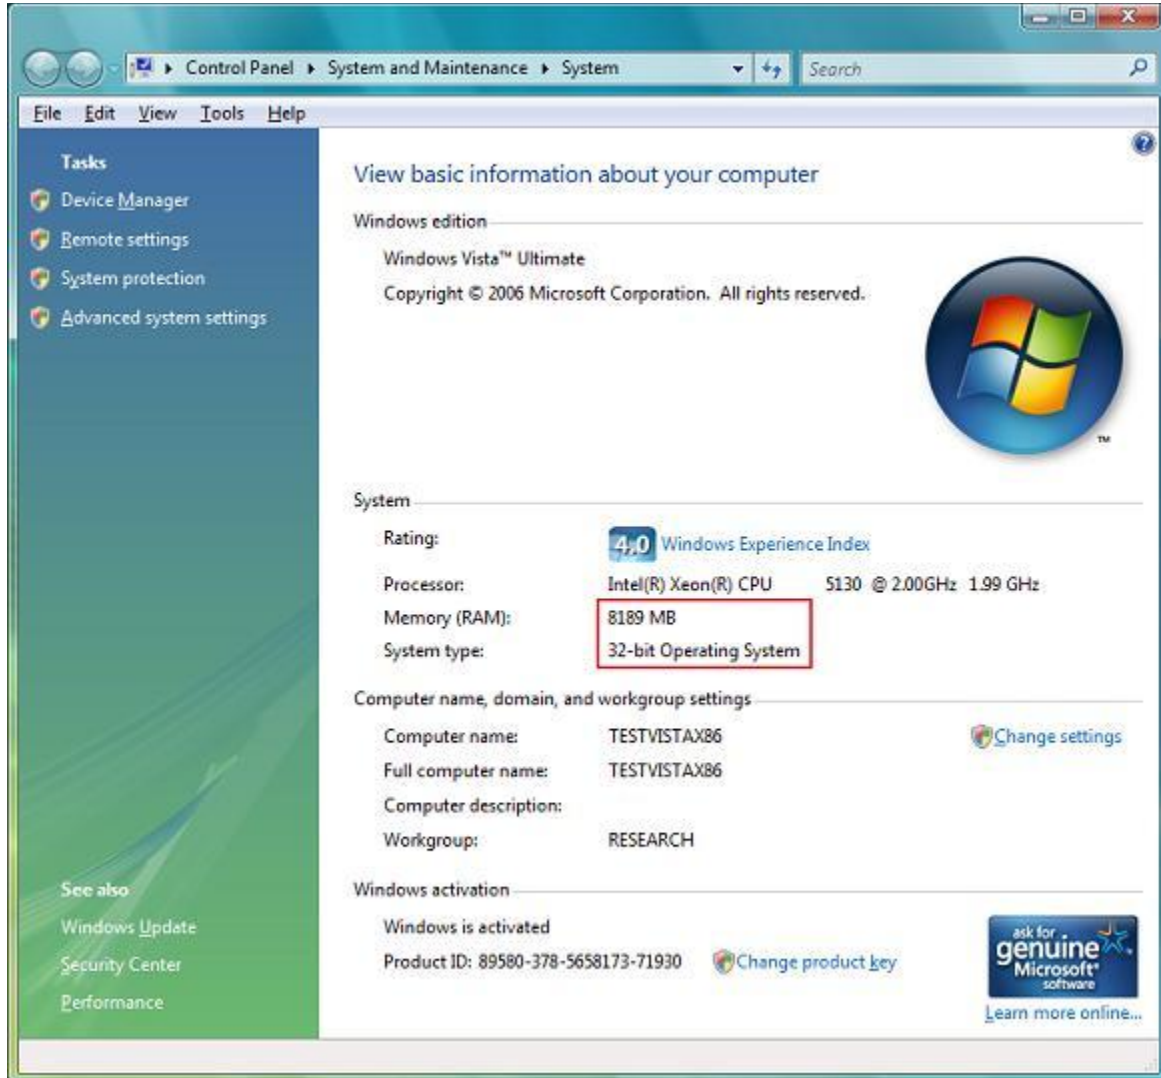 Control Panel ▸ System and Maintenance ▸ System
Search
File Edit View Tools Help
Tasks
Device Manager
Remote settings
System protection
Advanced system settings
See also
Windows Update
Security Center
Performance
View basic information about your computer
Windows edition
Windows Vista™ Ultimate
Copyright © 2006 Microsoft Corporation. All rights reserved.
TM
System
Rating: 4,0 Windows Experience Index
Processor: Intel(R) Xeon(R) CPU 5130 @ 2.00GHz 1.99 GHz
Memory (RAM): 8189 MB
System type: 32-bit Operating System
Computer name, domain, and workgroup settings
Computer name: TESTVISTAX86
Change settings
Full computer name: TESTVISTAX86
Computer description:
Workgroup: RESEARCH
Windows activation
Windows is activated
Product ID: 89580-378-5658173-71930 Change product key
ask for
genuine
Microsoft®
software
Learn more online...